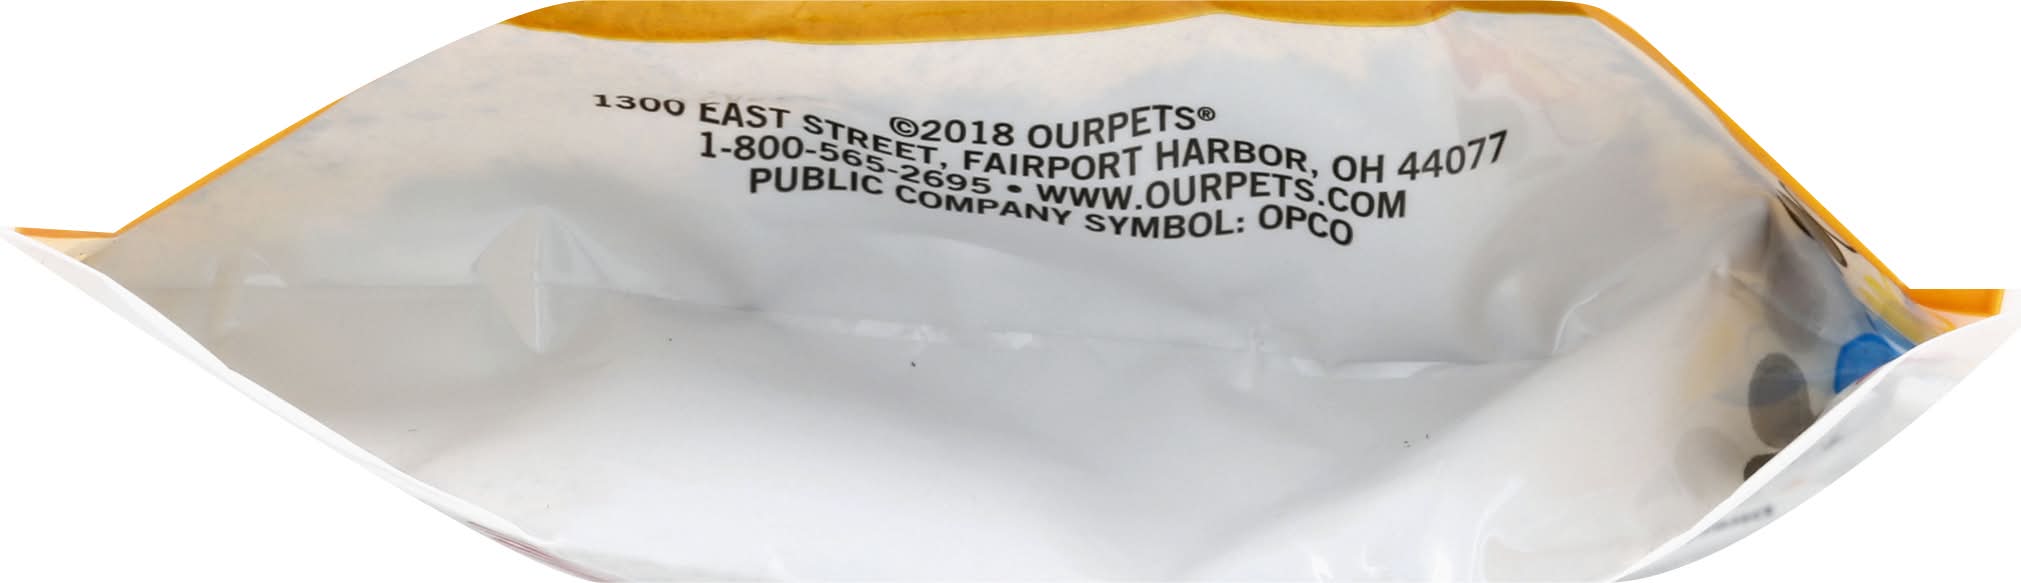 ©2018 OURPETS®
1300 EAST STREET, FAIRPORT HARBOR, OH 44077
1-800-565-2695 • WWW.OURPETS.COM
PUBLIC COMPANY SYMBOL: OPCO